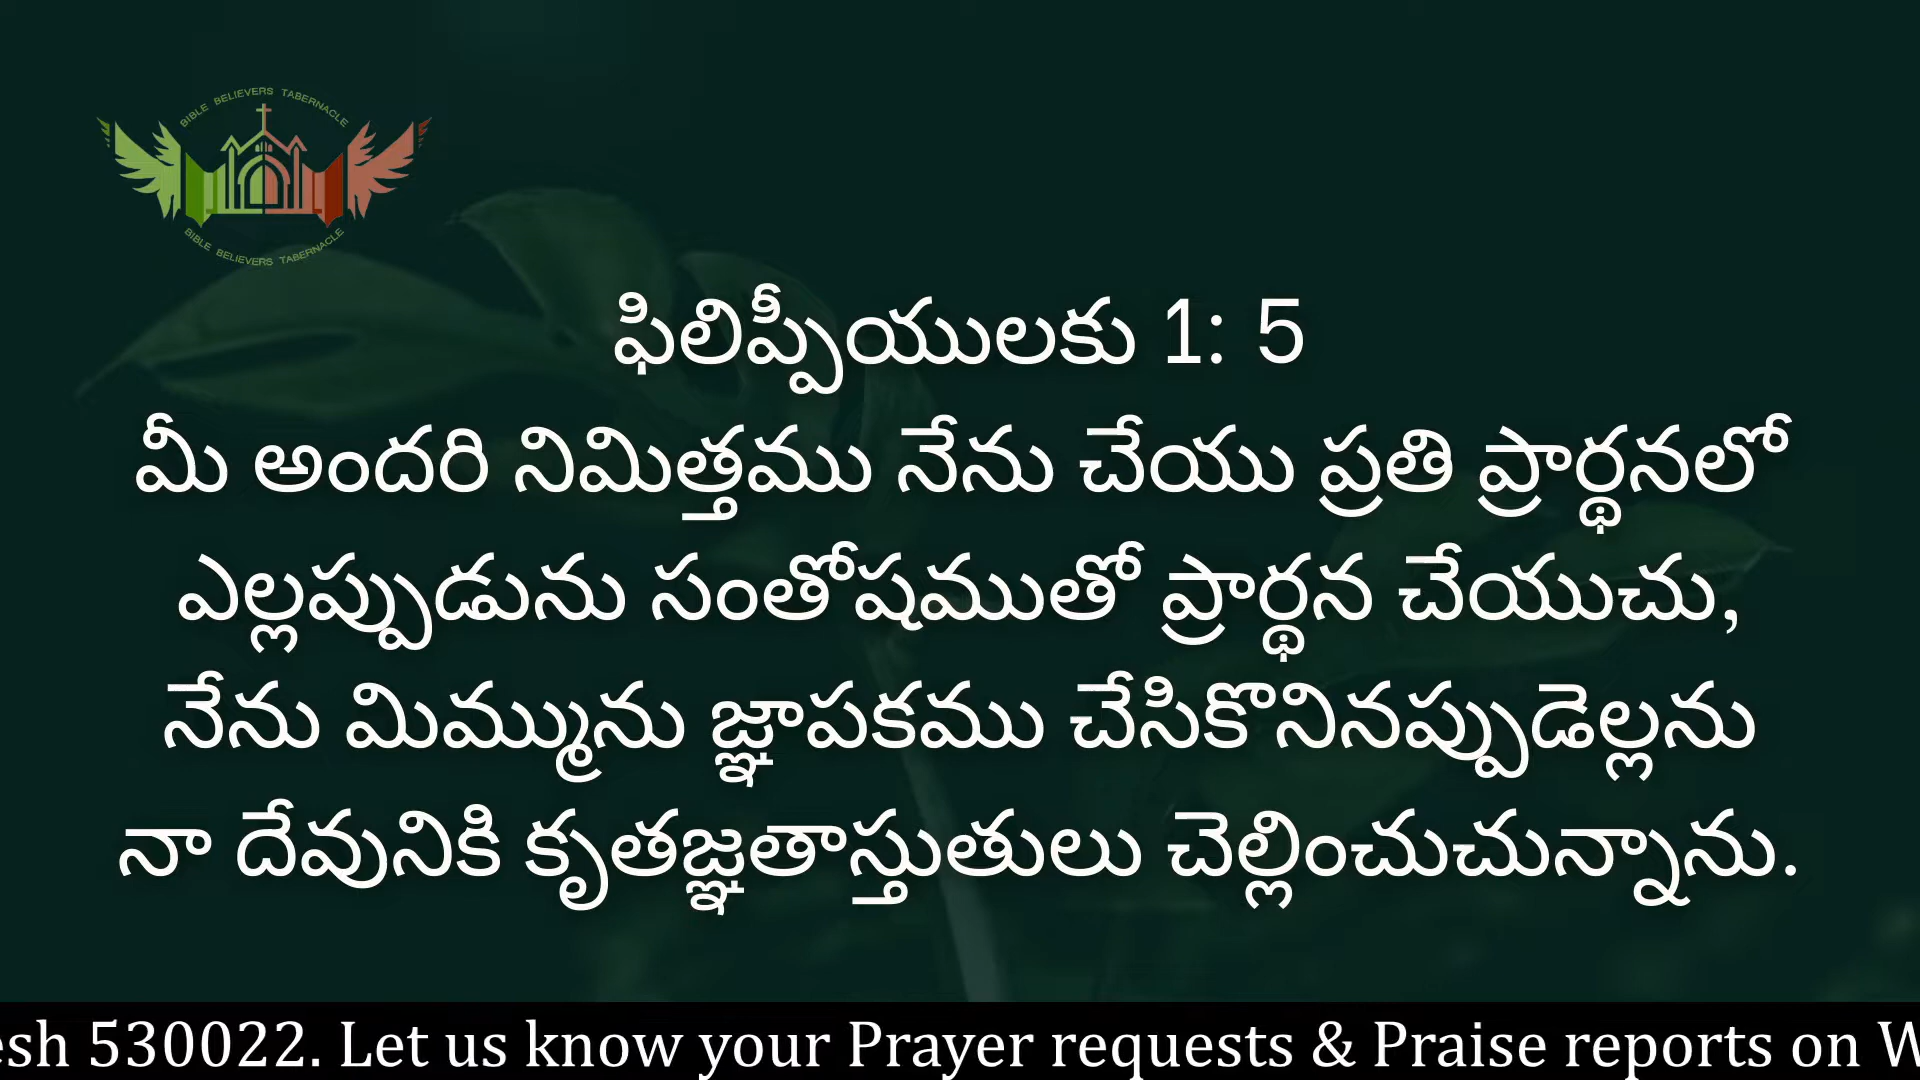 BIBLE BELIEVERS TABERNACLE
BIBLE BELIEVERS TABERNACLE
ఫిలిప్పీయులకు 1: 5
మీ అందరి నిమిత్తము నేను చేయు ప్రతి ప్రార్థనలో
ఎల్లప్పుడును సంతోషముతో ప్రార్థన చేయుచు,
నేను మిమ్మును జ్ఞాపకము చేసికొనినప్పుడెల్లను
నా దేవునికి కృతజ్ఞతాస్తుతులు చెల్లించుచున్నాను.
esh 530022. Let us know your Prayer requests & Praise reports on W